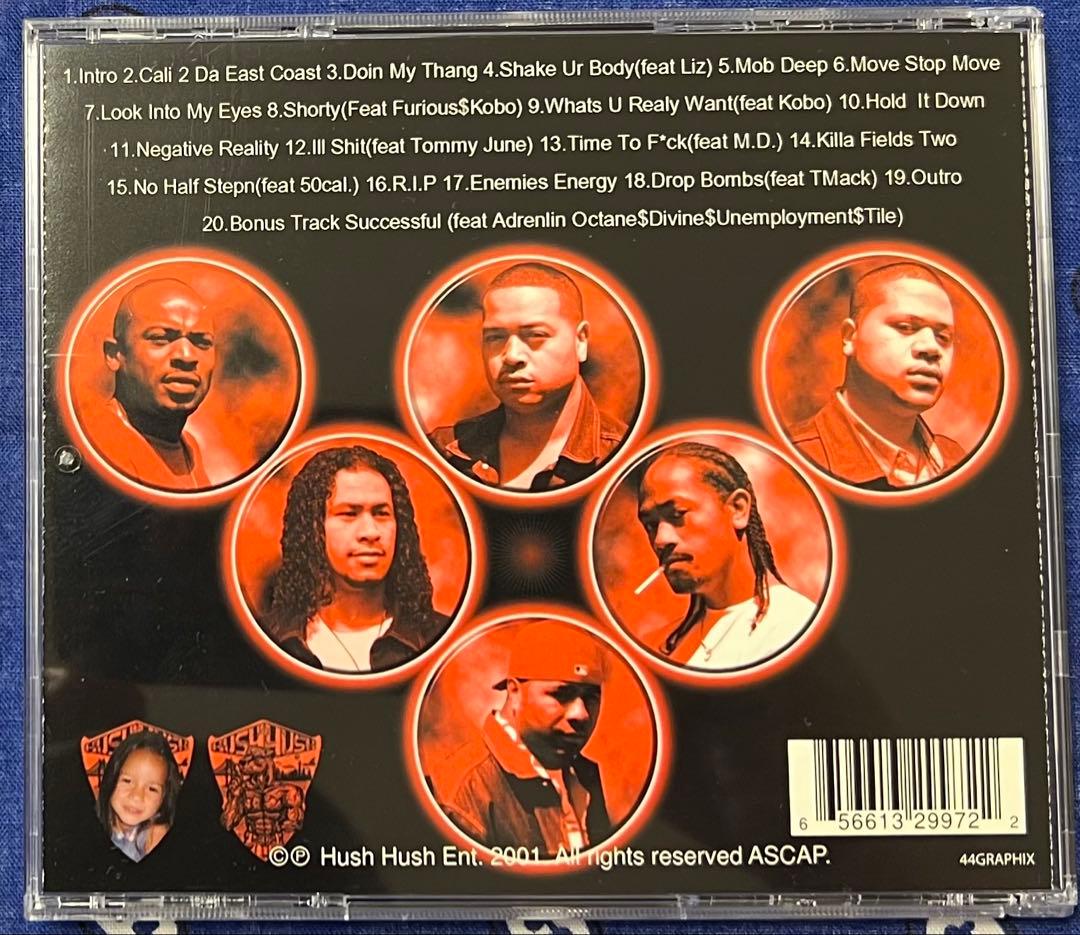 1.Intro 2.Cali 2 Da East Coast 3.Doin My Thang 4.Shake Ur Body(feat Liz) 5.Mob Deep 6.Move Stop Move
7.Look Into My Eyes 8.Shorty(Feat Furious$Kobo) 9.Whats U Realy Want(feat Kobo) 10.Hold It Down
11.Negative Reality 12.Ill Shit(feat Tommy June) 13.Time To F*ck(feat M.D.) 14.Killa Fields Two
15.No Half Stepn(feat 50cal.) 16.R.I.P 17.Enemies Energy 18.Drop Bombs(feat TMack) 19.Outro
20.Bonus Track Successful (feat Adrenlin Octane$Divine$Unemployment$Tile)
HUSH HUSH
HUSH HUSH
6 56613 29972 2
©℗ Hush Hush Ent. 2001 All rights reserved ASCAP.
44GRAPHIX